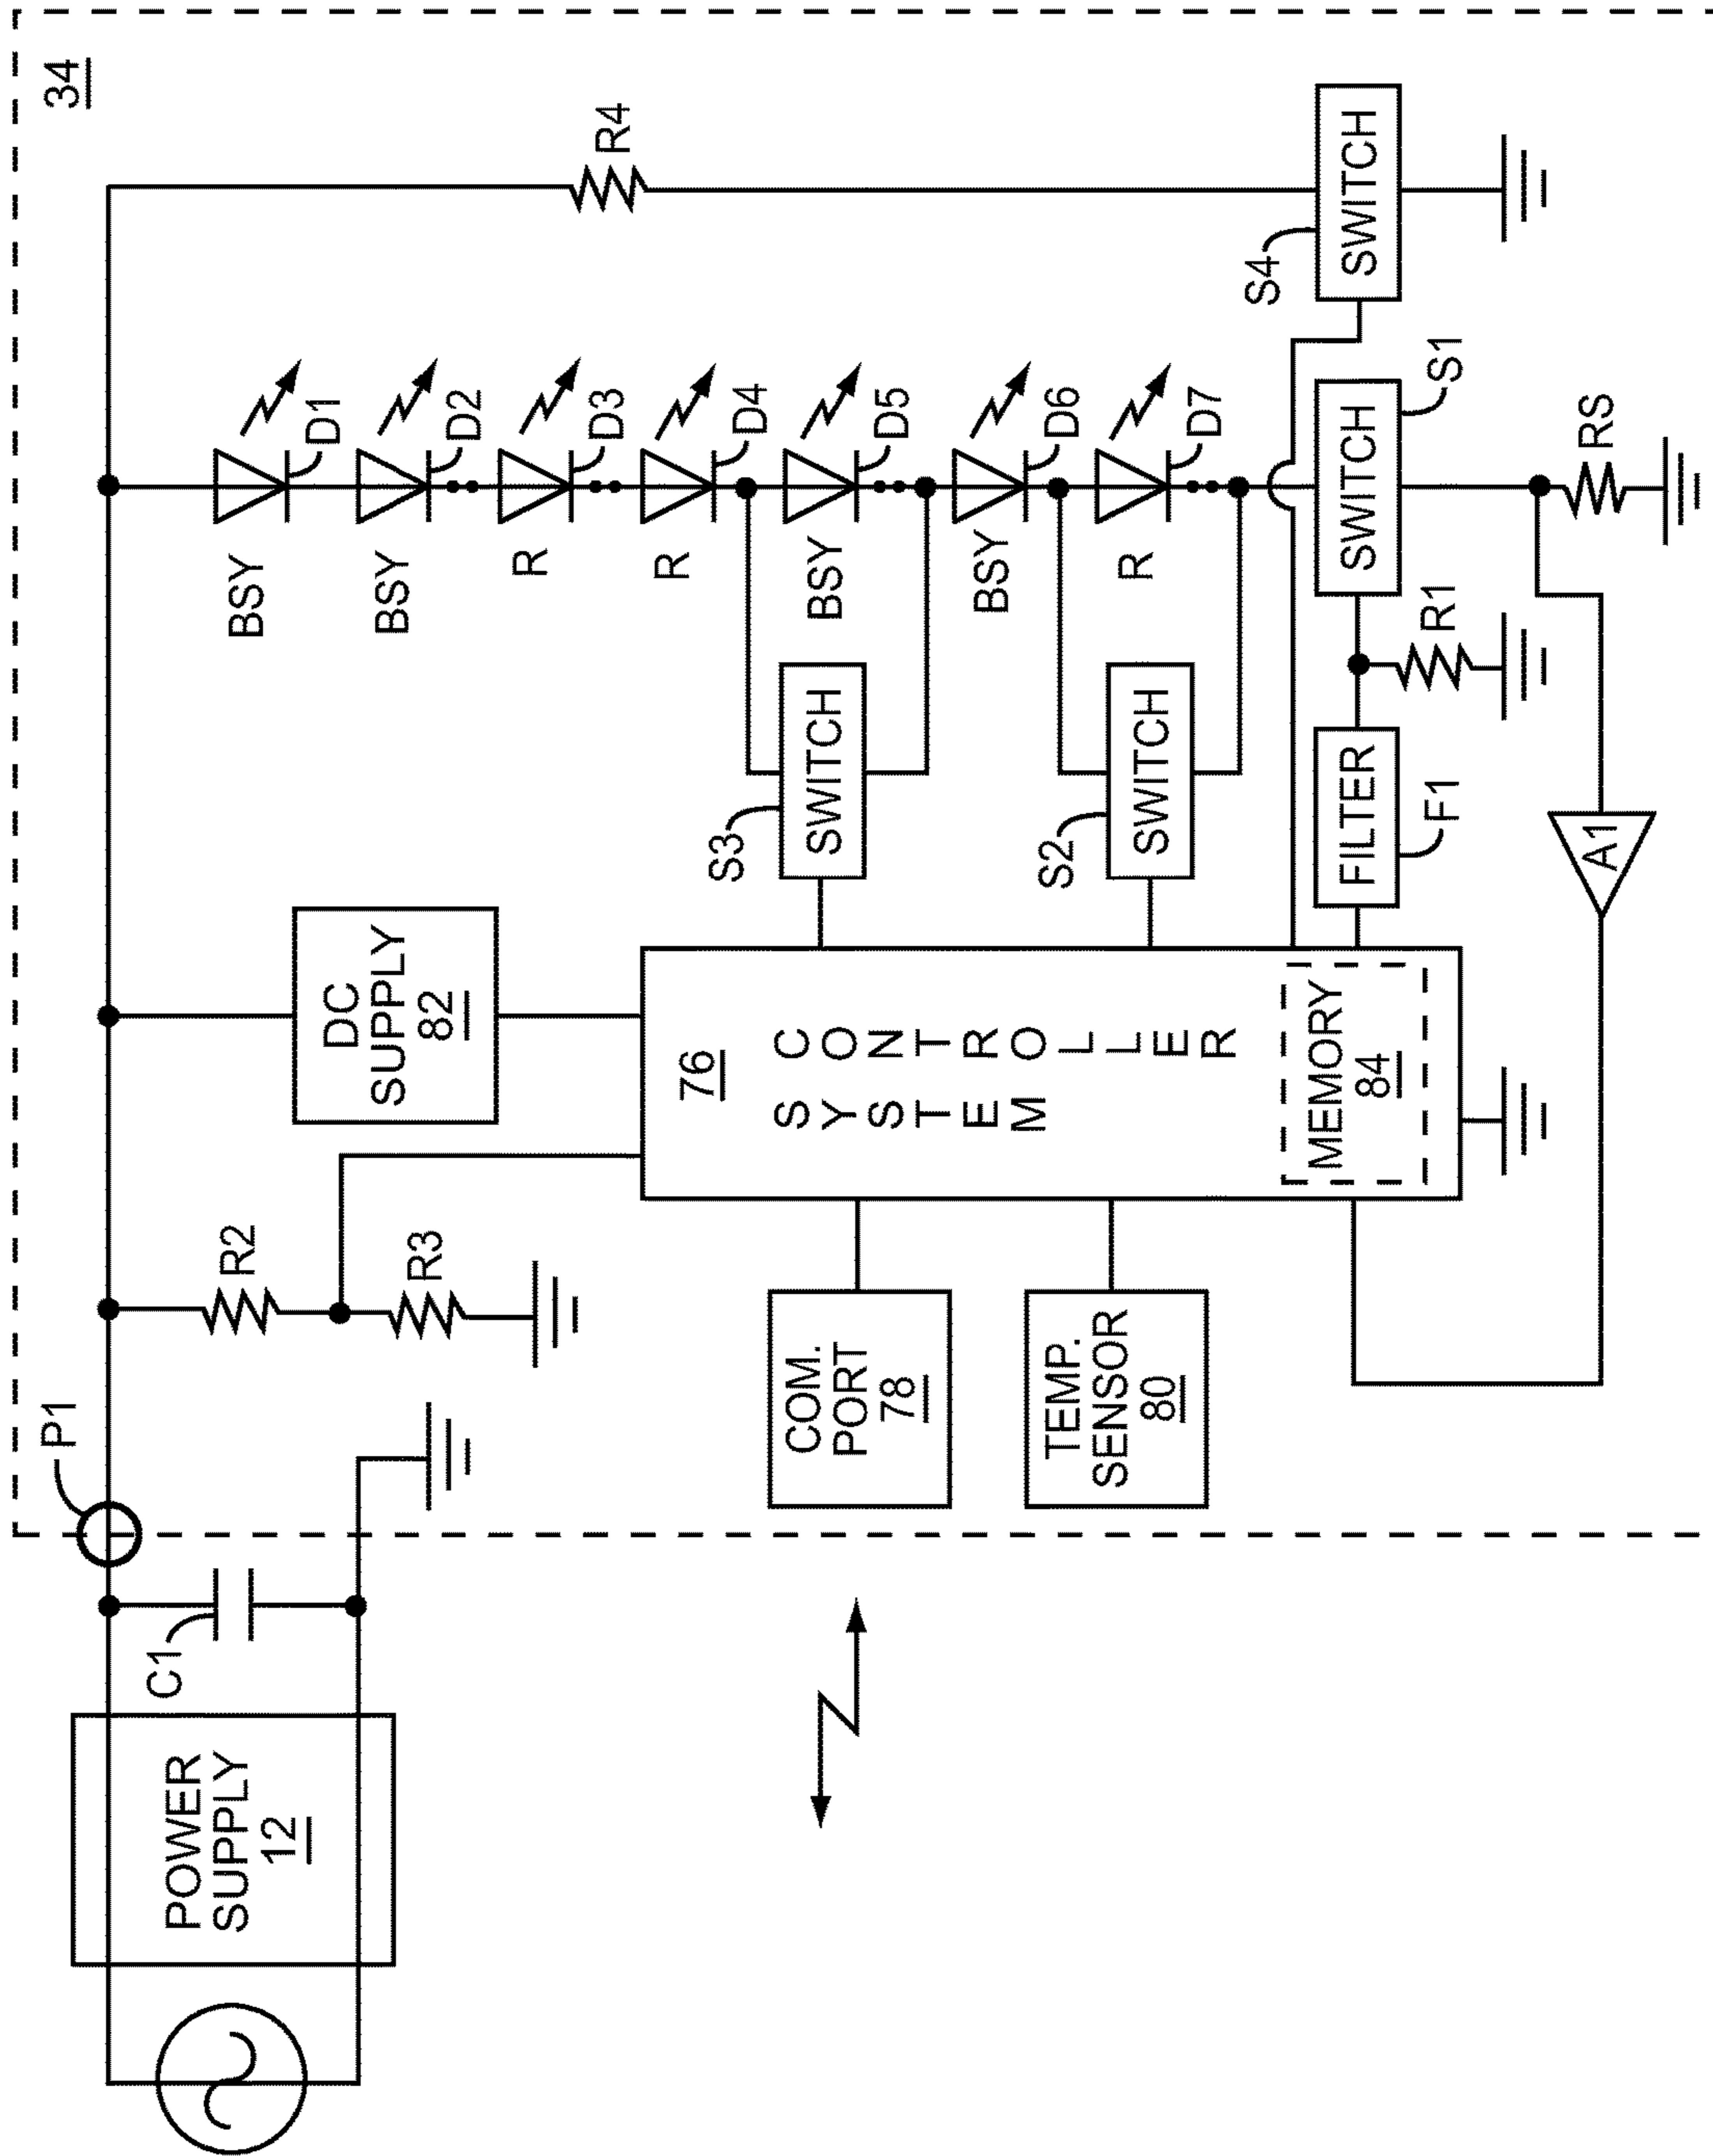 34
P1
POWER
SUPPLY
12
C1
R2
R3
DC
SUPPLY
82
76
SYSTEM
CONTROLLER
MEMORY
84
COM.
PORT
78
TEMP.
SENSOR
80
BSY
D1
BSY
D2
R
D3
R
D4
BSY
D5
BSY
D6
R
D7
S3
SWITCH
S2
SWITCH
FILTER
F1
R1
SWITCH
S1
RS
A1
R4
S4
SWITCH